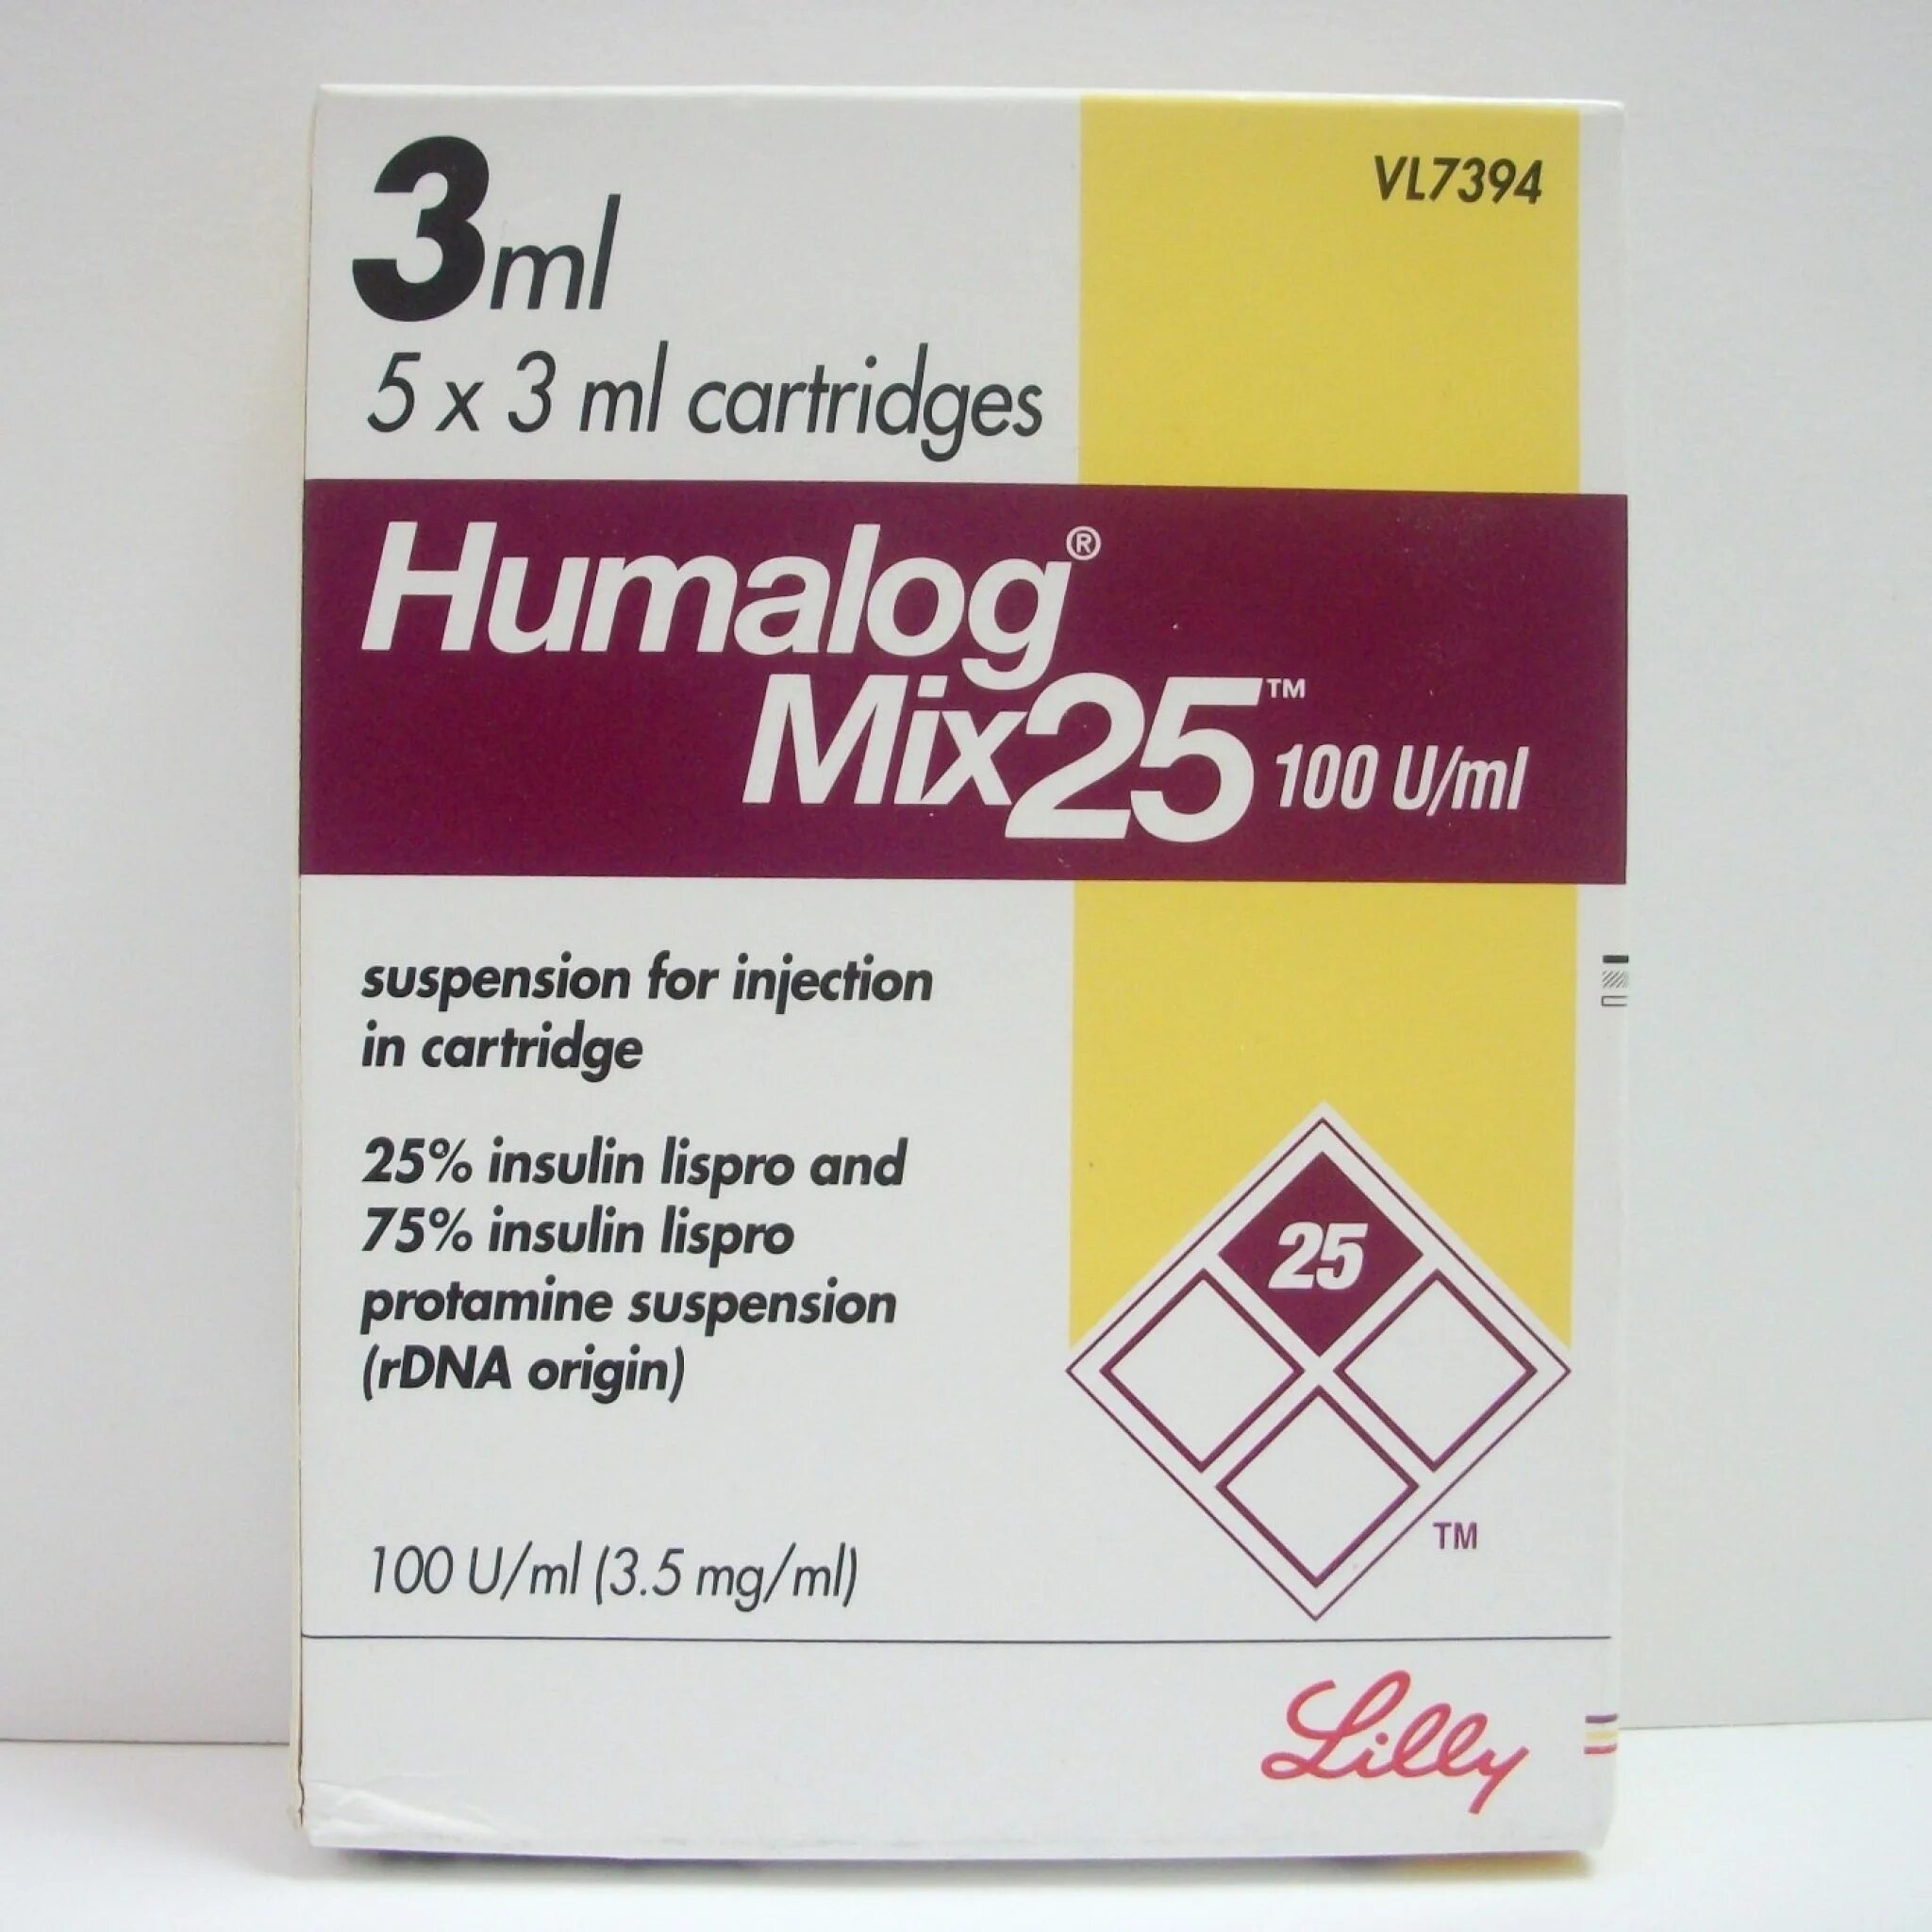 3ml
VL7394
5 x 3 ml cartridges
Humalog®
Mix25™ 100 U/ml
suspension for injection
in cartridge
25% insulin lispro and
75% insulin lispro
protamine suspension
(rDNA origin)
25
TM
100 U/ml (3.5 mg/ml)
Lilly